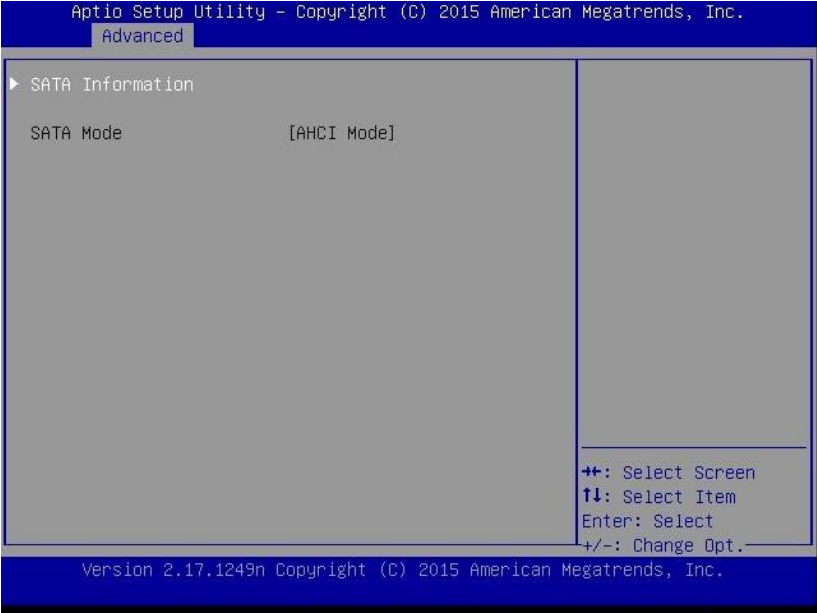 Aptio Setup Utility – Copyright (C) 2015 American Megatrends, Inc.
Advanced
SATA Information
SATA Mode [AHCI Mode]
→←: Select Screen
↑↓: Select Item
Enter: Select
+/-: Change Opt.
Version 2.17.1249n Copyright (C) 2015 American Megatrends, Inc.